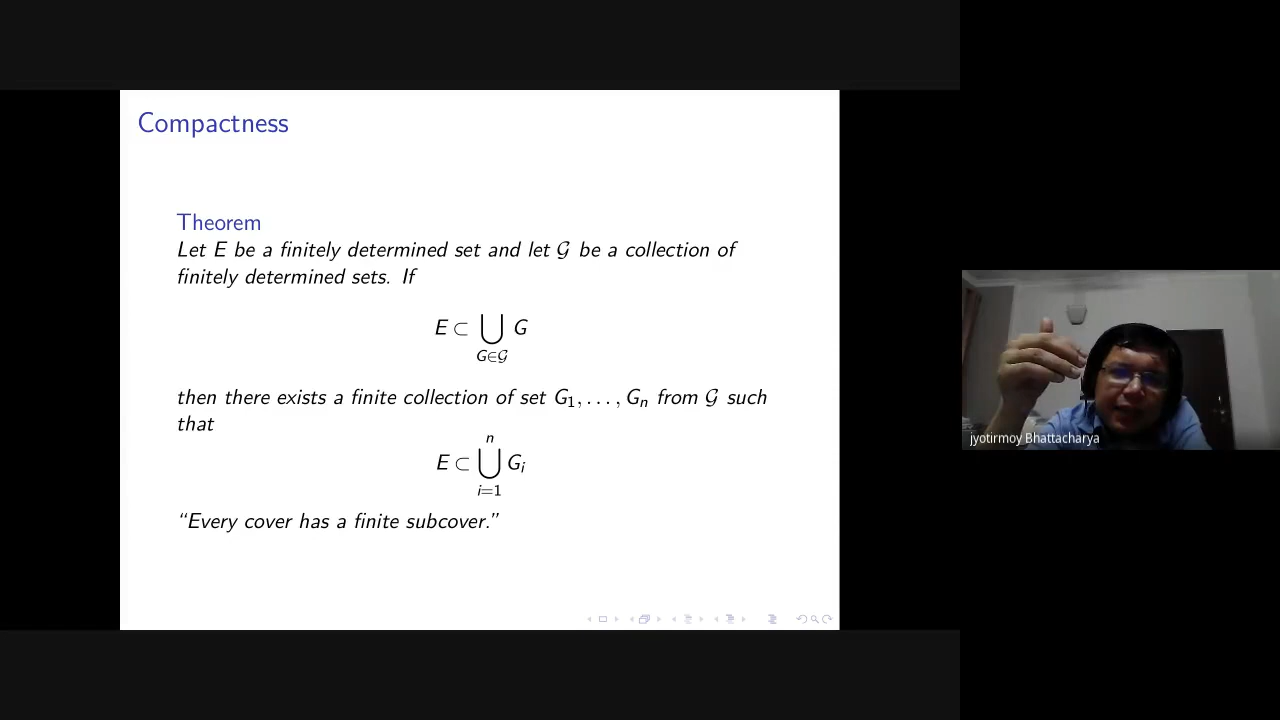 Compactness
Theorem
Let E be a finitely determined set and let 𝒢 be a collection of
finitely determined sets. If
E ⊂ ⋃ G
G∈𝒢
then there exists a finite collection of set G₁, . . . , Gₙ from 𝒢 such
that
n
E ⊂ ⋃ Gᵢ
i=1
“Every cover has a finite subcover.”
jyotirmoy Bhattacharya